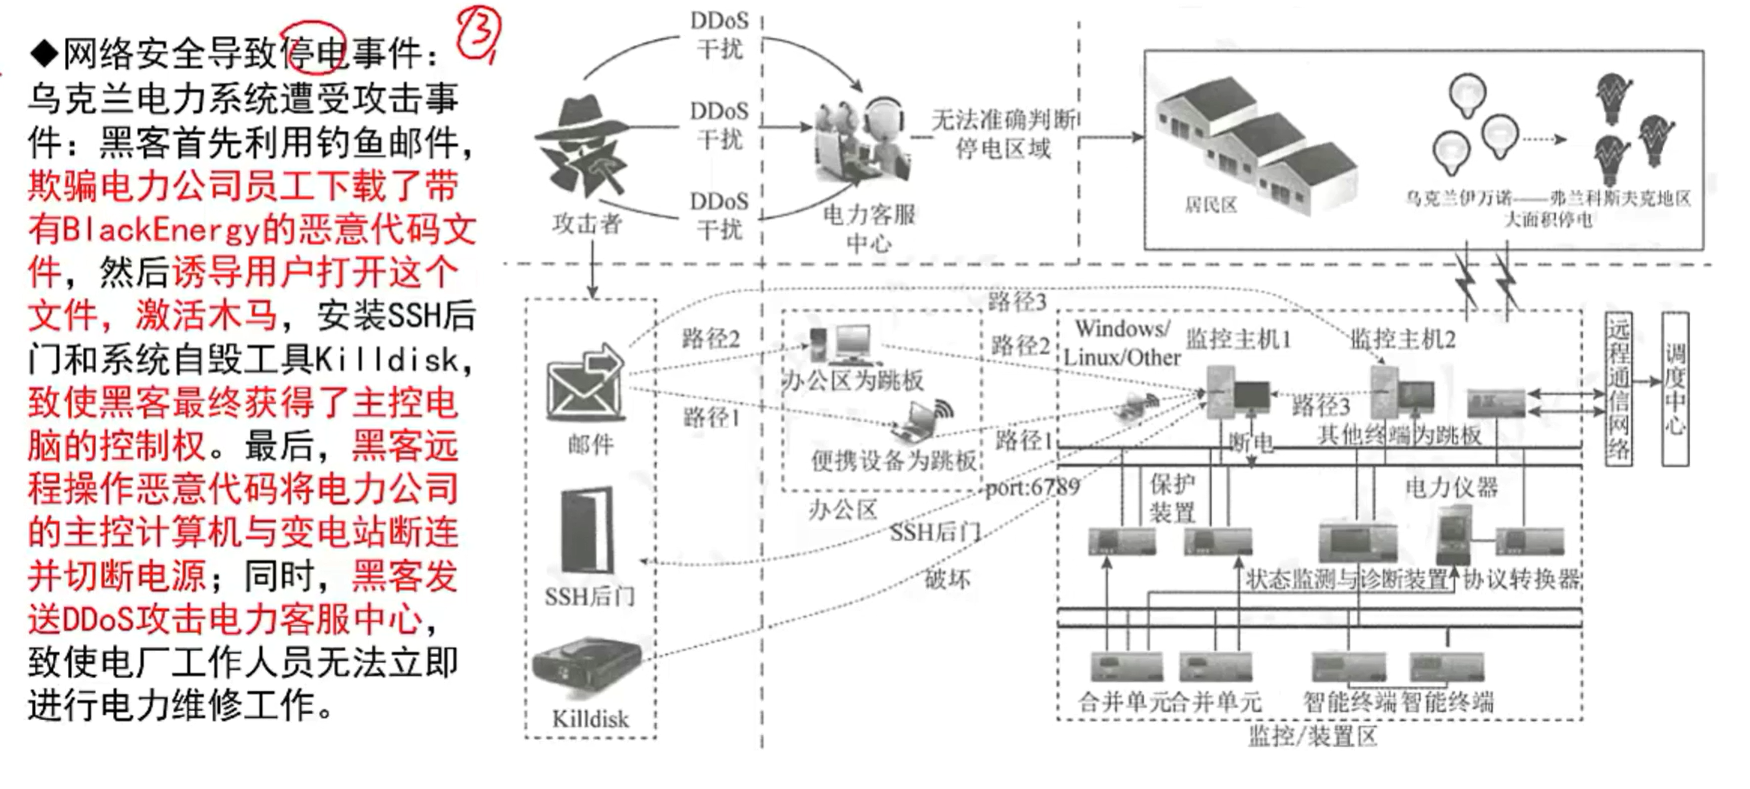 ◆网络安全导致停电事件：
乌克兰电力系统遭受攻击事
件：黑客首先利用钓鱼邮件，
欺骗电力公司员工下载了带
有BlackEnergy的恶意代码文
件，然后诱导用户打开这个
文件，激活木马，安装SSH后
门和系统自毁工具Killdisk，
致使黑客最终获得了主控电
脑的控制权。最后，黑客远
程操作恶意代码将电力公司
的主控计算机与变电站断连
并切断电源；同时，黑客发
送DDoS攻击电力客服中心，
致使电厂工作人员无法立即
进行电力维修工作。
③
DDoS
干扰
DDoS
干扰
DDoS
干扰
攻击者
电力客服
中心
无法准确判断
停电区域
居民区
乌克兰伊万诺——弗兰科斯夫克地区
大面积停电
邮件
SSH后门
Killdisk
路径2
路径1
办公区为跳板
便携设备为跳板
办公区
路径3
路径2
路径1
port:6789
SSH后门
破坏
Windows/
Linux/Other
监控主机1
监控主机2
路径3
断电
其他终端为跳板
保护
装置
电力仪器
状态监测与诊断装置
协议转换器
合并单元
合并单元
智能终端
智能终端
监控/装置区
远程通信网络
调度中心